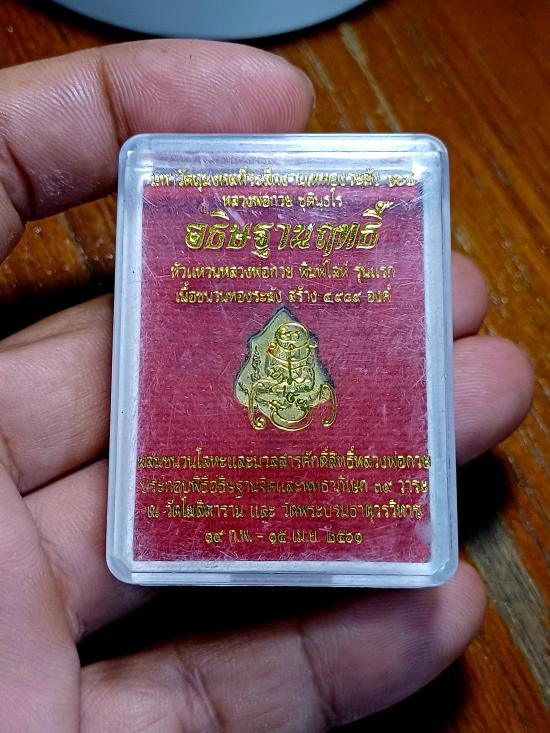 หลวงพ่อกวย ชุตินฺธโร
อธิษฐานฤทธิ์
หัวแหวนหลวงพ่อกวย พิมพ์โล่ห์ รุ่นแรก
เนื้อชนวนทองระฆัง สร้าง ๔๙๘๙ องค์
ผสมชนวนโลหะและมวลสารศักดิ์สิทธิ์หลวงพ่อกวย
ประกอบพิธีอธิษฐานจิตและพุทธาภิเษก ๓๙ วาระ
ณ วัดโฆสิตาราม และ วัดพระบรมธาตุวรวิหาร
๑๙ ก.พ. - ๑๕ เม.ย. ๒๕๖๑